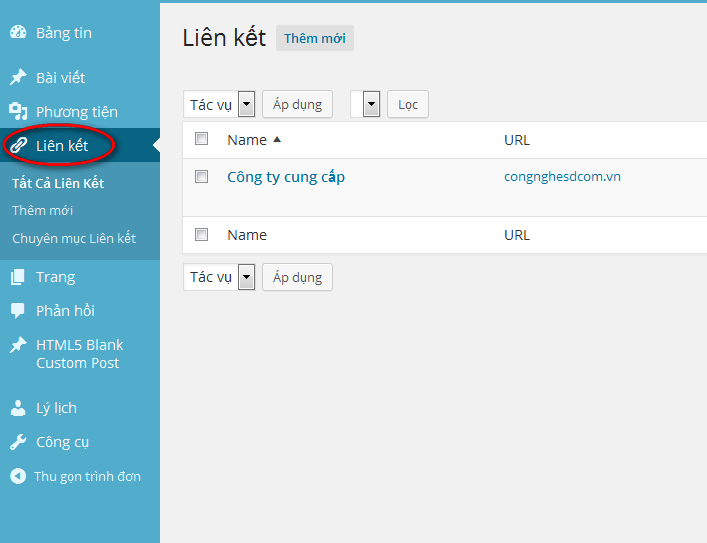 Bảng tin
Bài viết
Phương tiện
Liên kết
Tất Cả Liên Kết
Thêm mới
Chuyên mục Liên kết
Trang
Phản hồi
HTML5 Blank
Custom Post
Lý lịch
Công cụ
Thu gọn trình đơn
Liên kết Thêm mới
Tác vụ Áp dụng Lọc
Name URL
Công ty cung cấp congnghesdcom.vn
Name URL
Tác vụ Áp dụng